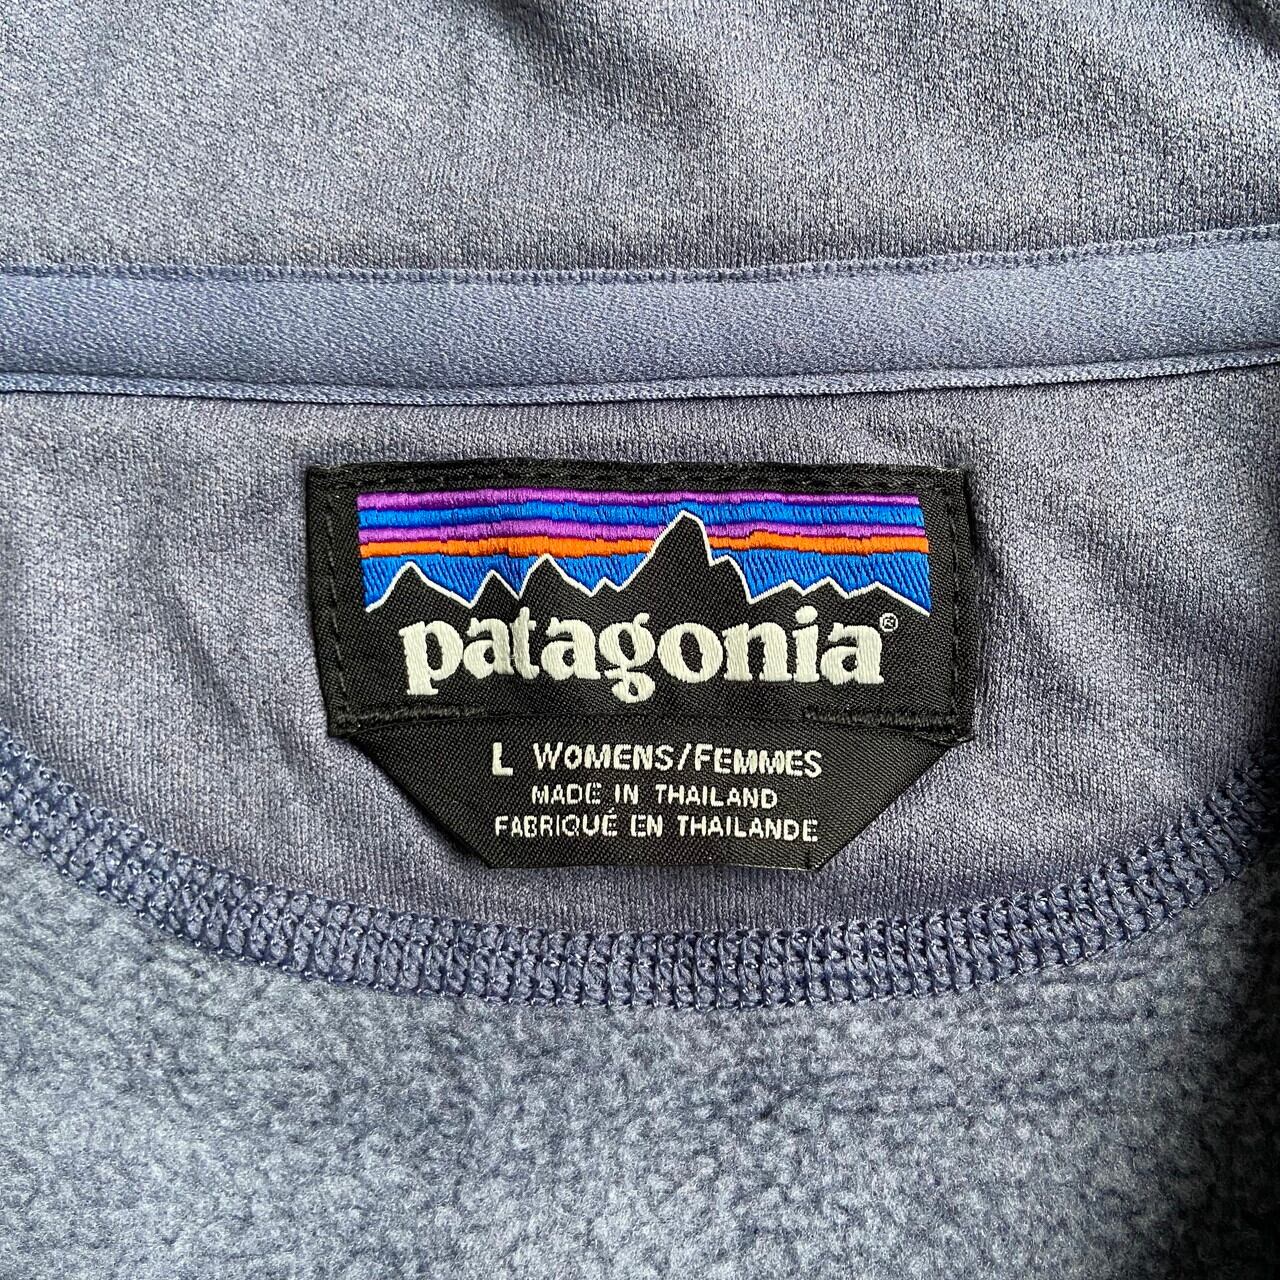 patagonia®
L WOMENS/FEMMES
MADE IN THAILAND
FABRIQUÉ EN THAILANDE